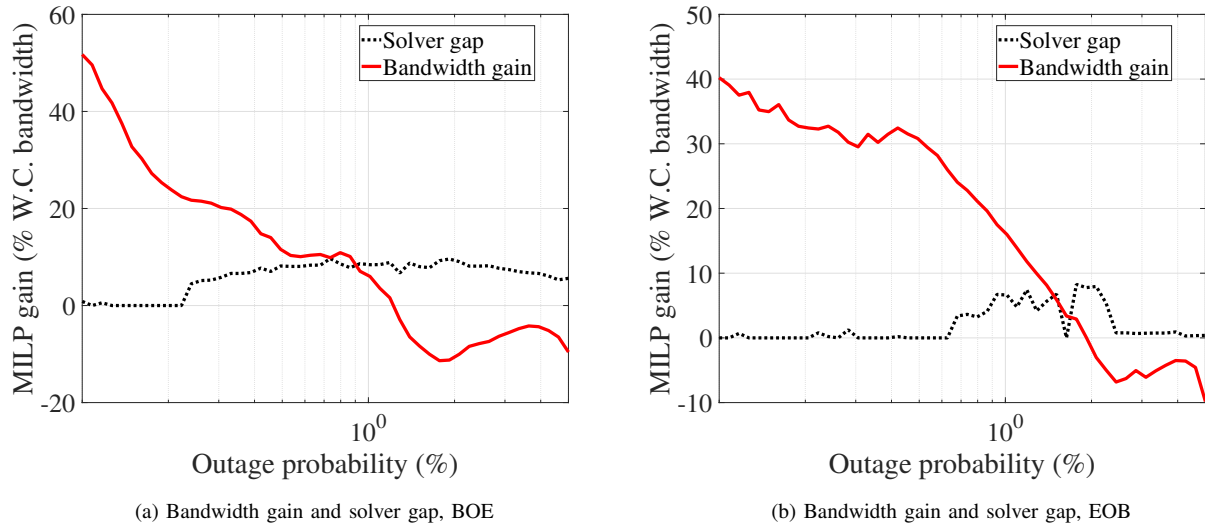 60
40
20
0
-20
MILP gain (% W.C. bandwidth)
Solver gap
Bandwidth gain
10^0
Outage probability (%)
(a) Bandwidth gain and solver gap, BOE
50
40
30
20
10
0
-10
MILP gain (% W.C. bandwidth)
Solver gap
Bandwidth gain
10^0
Outage probability (%)
(b) Bandwidth gain and solver gap, EOB